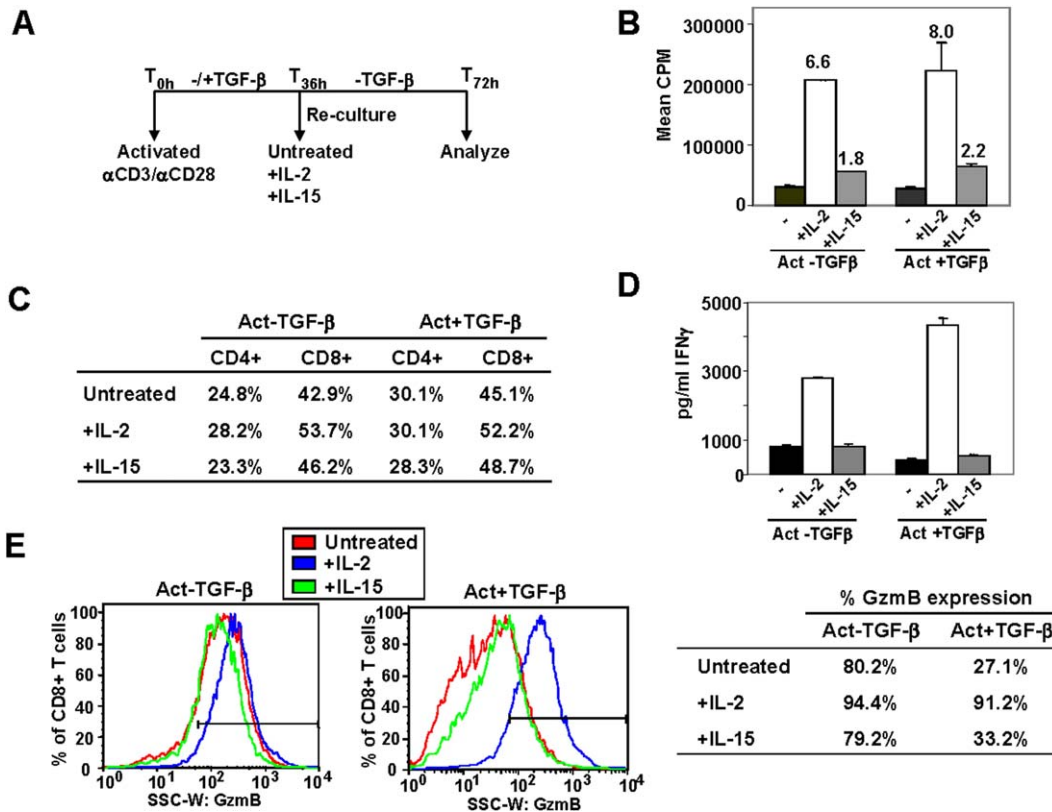 A
T0h -/+TGF-β T36h -TGF-β T72h
Re-culture
Activated Untreated Analyze
αCD3/αCD28 +IL-2
+IL-15
B
Mean CPM
300000
200000
100000
0
6.6
1.8
8.0
2.2
- +IL-2 +IL-15 - +IL-2 +IL-15
Act -TGFβ Act +TGFβ
C
Act-TGF-β Act+TGF-β
CD4+ CD8+ CD4+ CD8+
Untreated 24.8% 42.9% 30.1% 45.1%
+IL-2 28.2% 53.7% 30.1% 52.2%
+IL-15 23.3% 46.2% 28.3% 48.7%
D
pg/ml IFNγ
5000
3000
1000
0
- +IL-2 +IL-15 - +IL-2 +IL-15
Act -TGFβ Act +TGFβ
E
Untreated
+IL-2
+IL-15
Act-TGF-β
% of CD8+ T cells
100
80
60
40
20
0
10^0 10^1 10^2 10^3 10^4
SSC-W: GzmB
Act+TGF-β
% of CD8+ T cells
100
80
60
40
20
0
10^0 10^1 10^2 10^3 10^4
SSC-W: GzmB
% GzmB expression
Act-TGF-β Act+TGF-β
Untreated 80.2% 27.1%
+IL-2 94.4% 91.2%
+IL-15 79.2% 33.2%